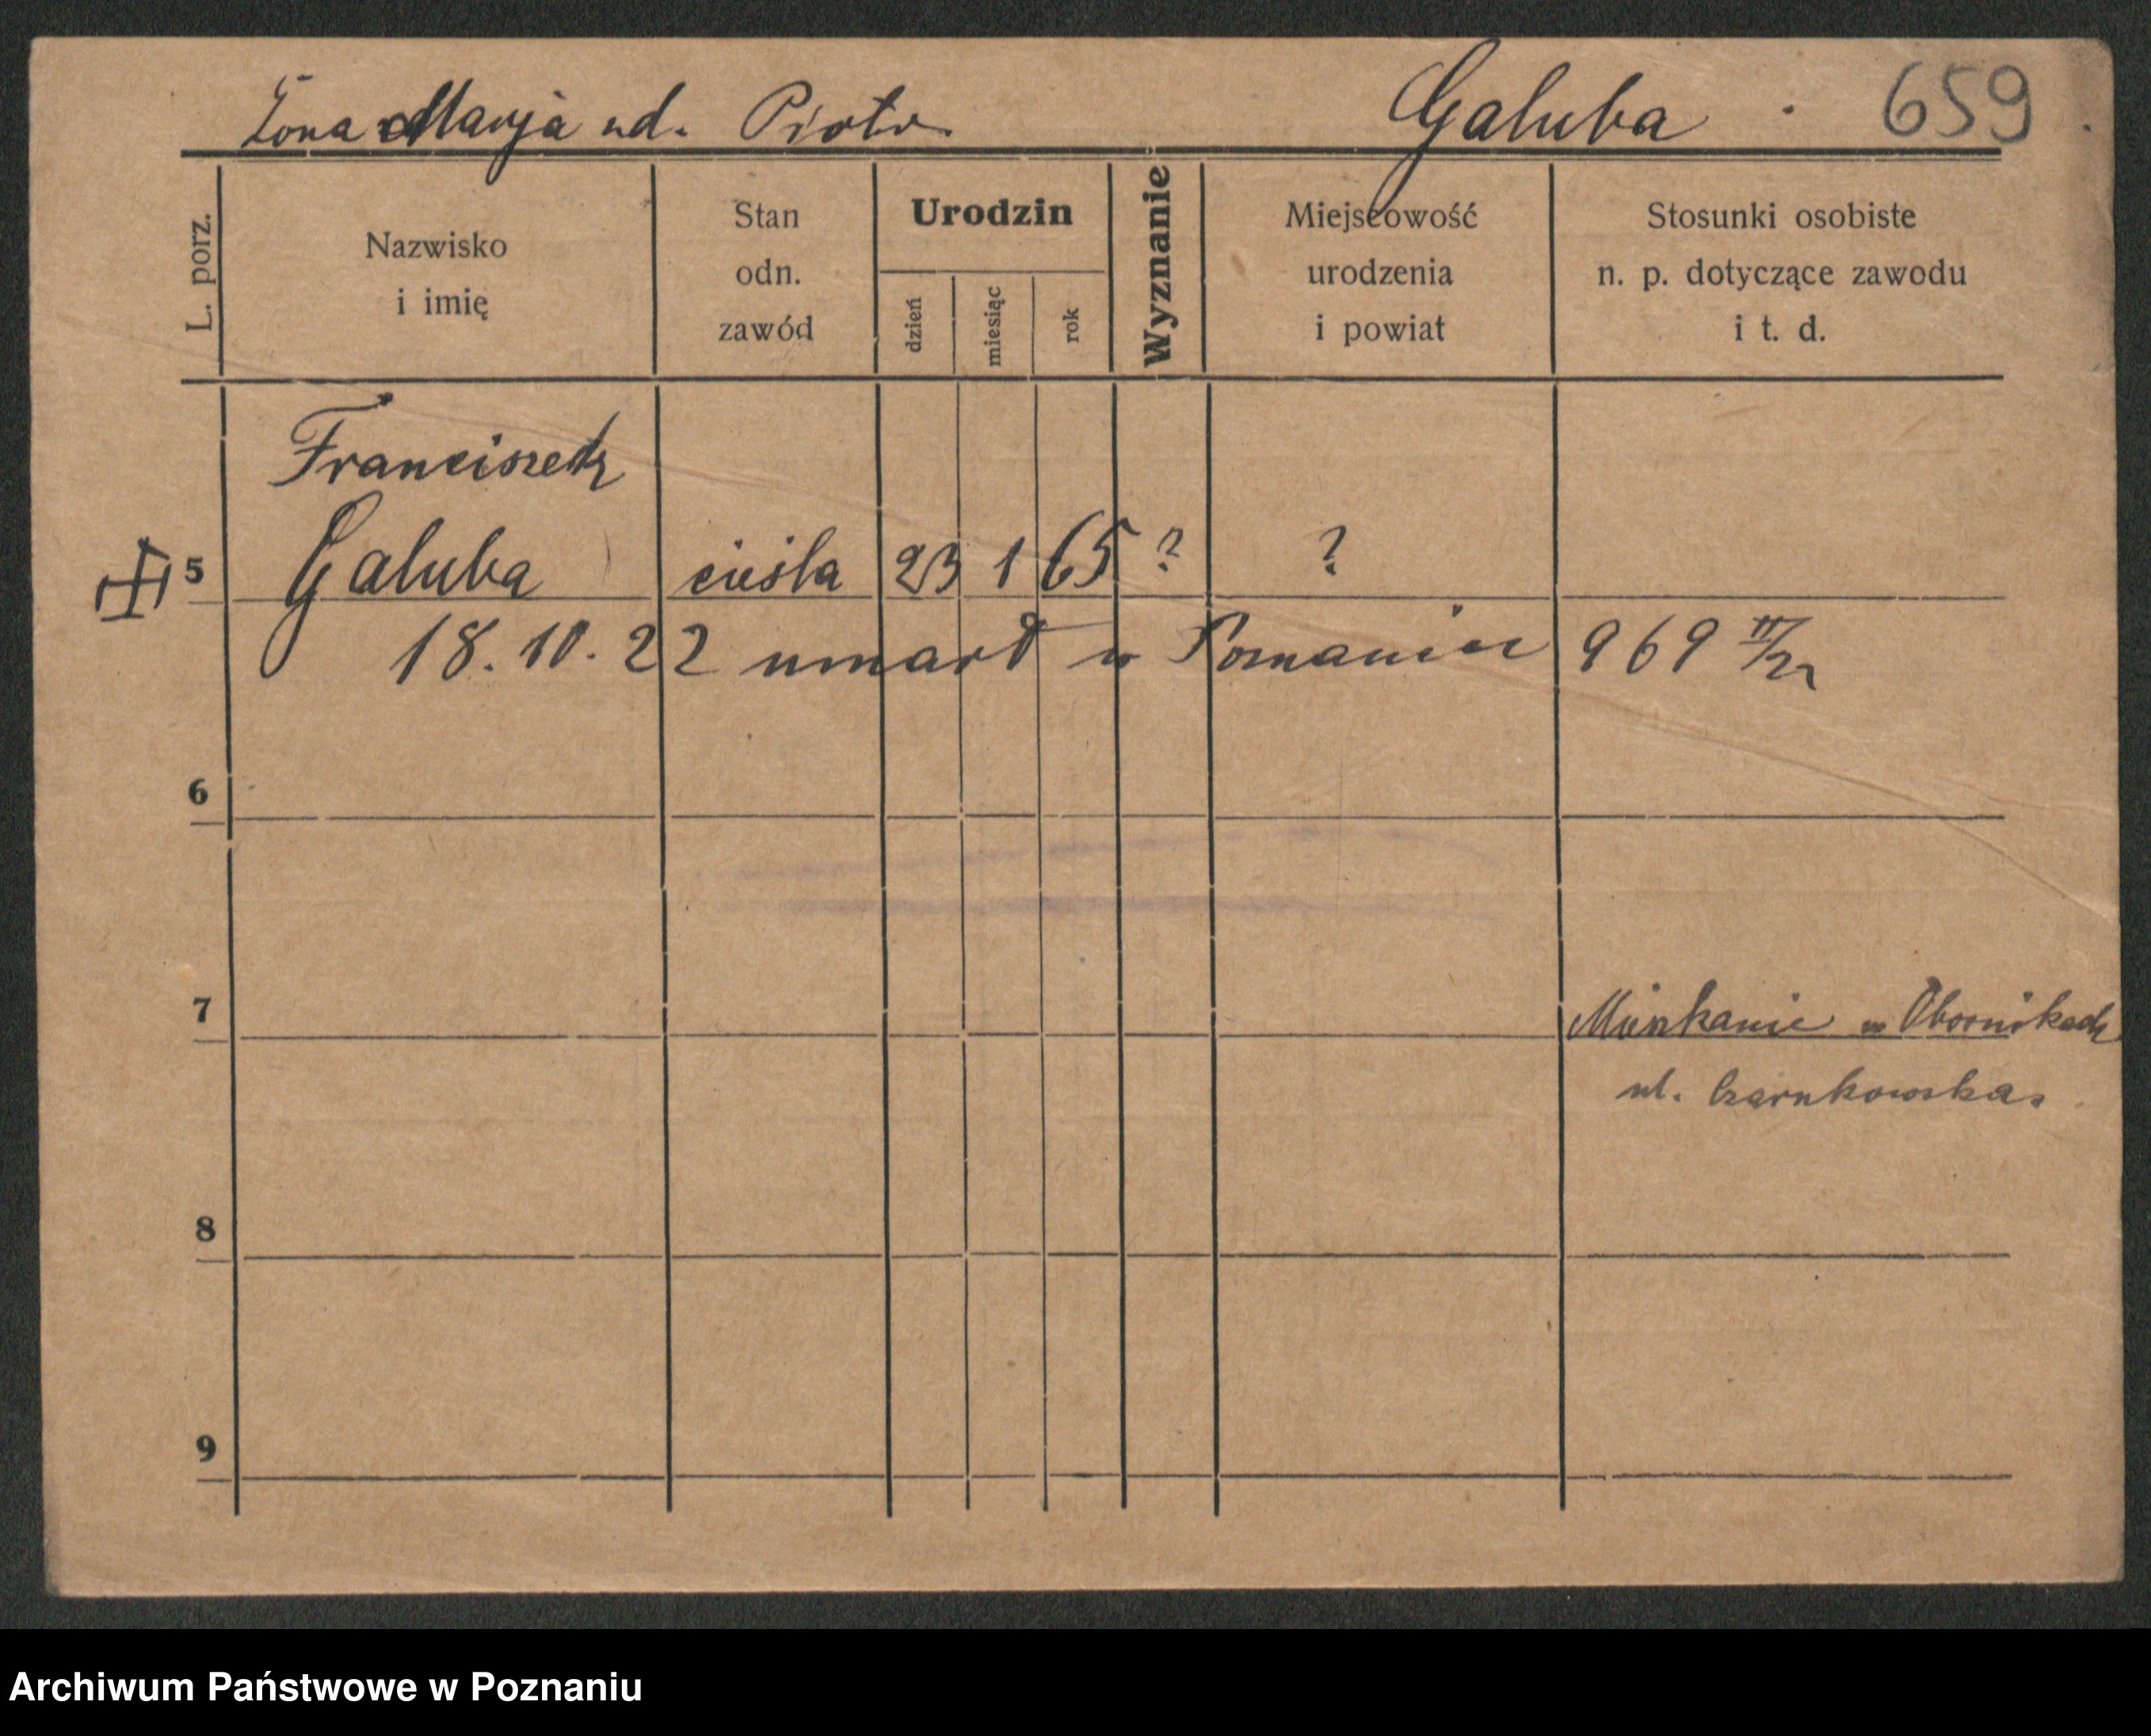 Żona Marja ud. Piotr Galuba 659
L. porz.
Nazwisko
i imię
Stan
odn.
zawód
Urodzin
dzień
miesiąc
rok
Wyznanie
Miejscowość
urodzenia
i powiat
Stosunki osobiste
n. p. dotyczące zawodu
i t. d.
Franciszek
5 Galuba cieśla 23 1 65 ? ?
18. 10. 22 umarł w Poznaniu 969 II/22
6
7 Mieszkanie w Obornikach
ul. Czarnkowska.
8
9
Archiwum Państwowe w Poznaniu